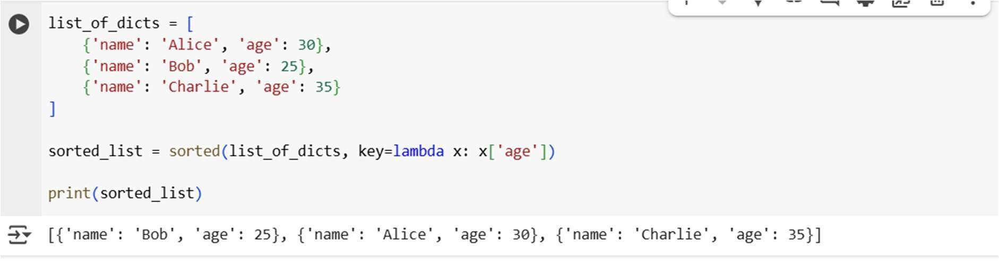 list_of_dicts = [
    {'name': 'Alice', 'age': 30},
    {'name': 'Bob', 'age': 25},
    {'name': 'Charlie', 'age': 35}
]
sorted_list = sorted(list_of_dicts, key=lambda x: x['age'])
print(sorted_list)
[{'name': 'Bob', 'age': 25}, {'name': 'Alice', 'age': 30}, {'name': 'Charlie', 'age': 35}]